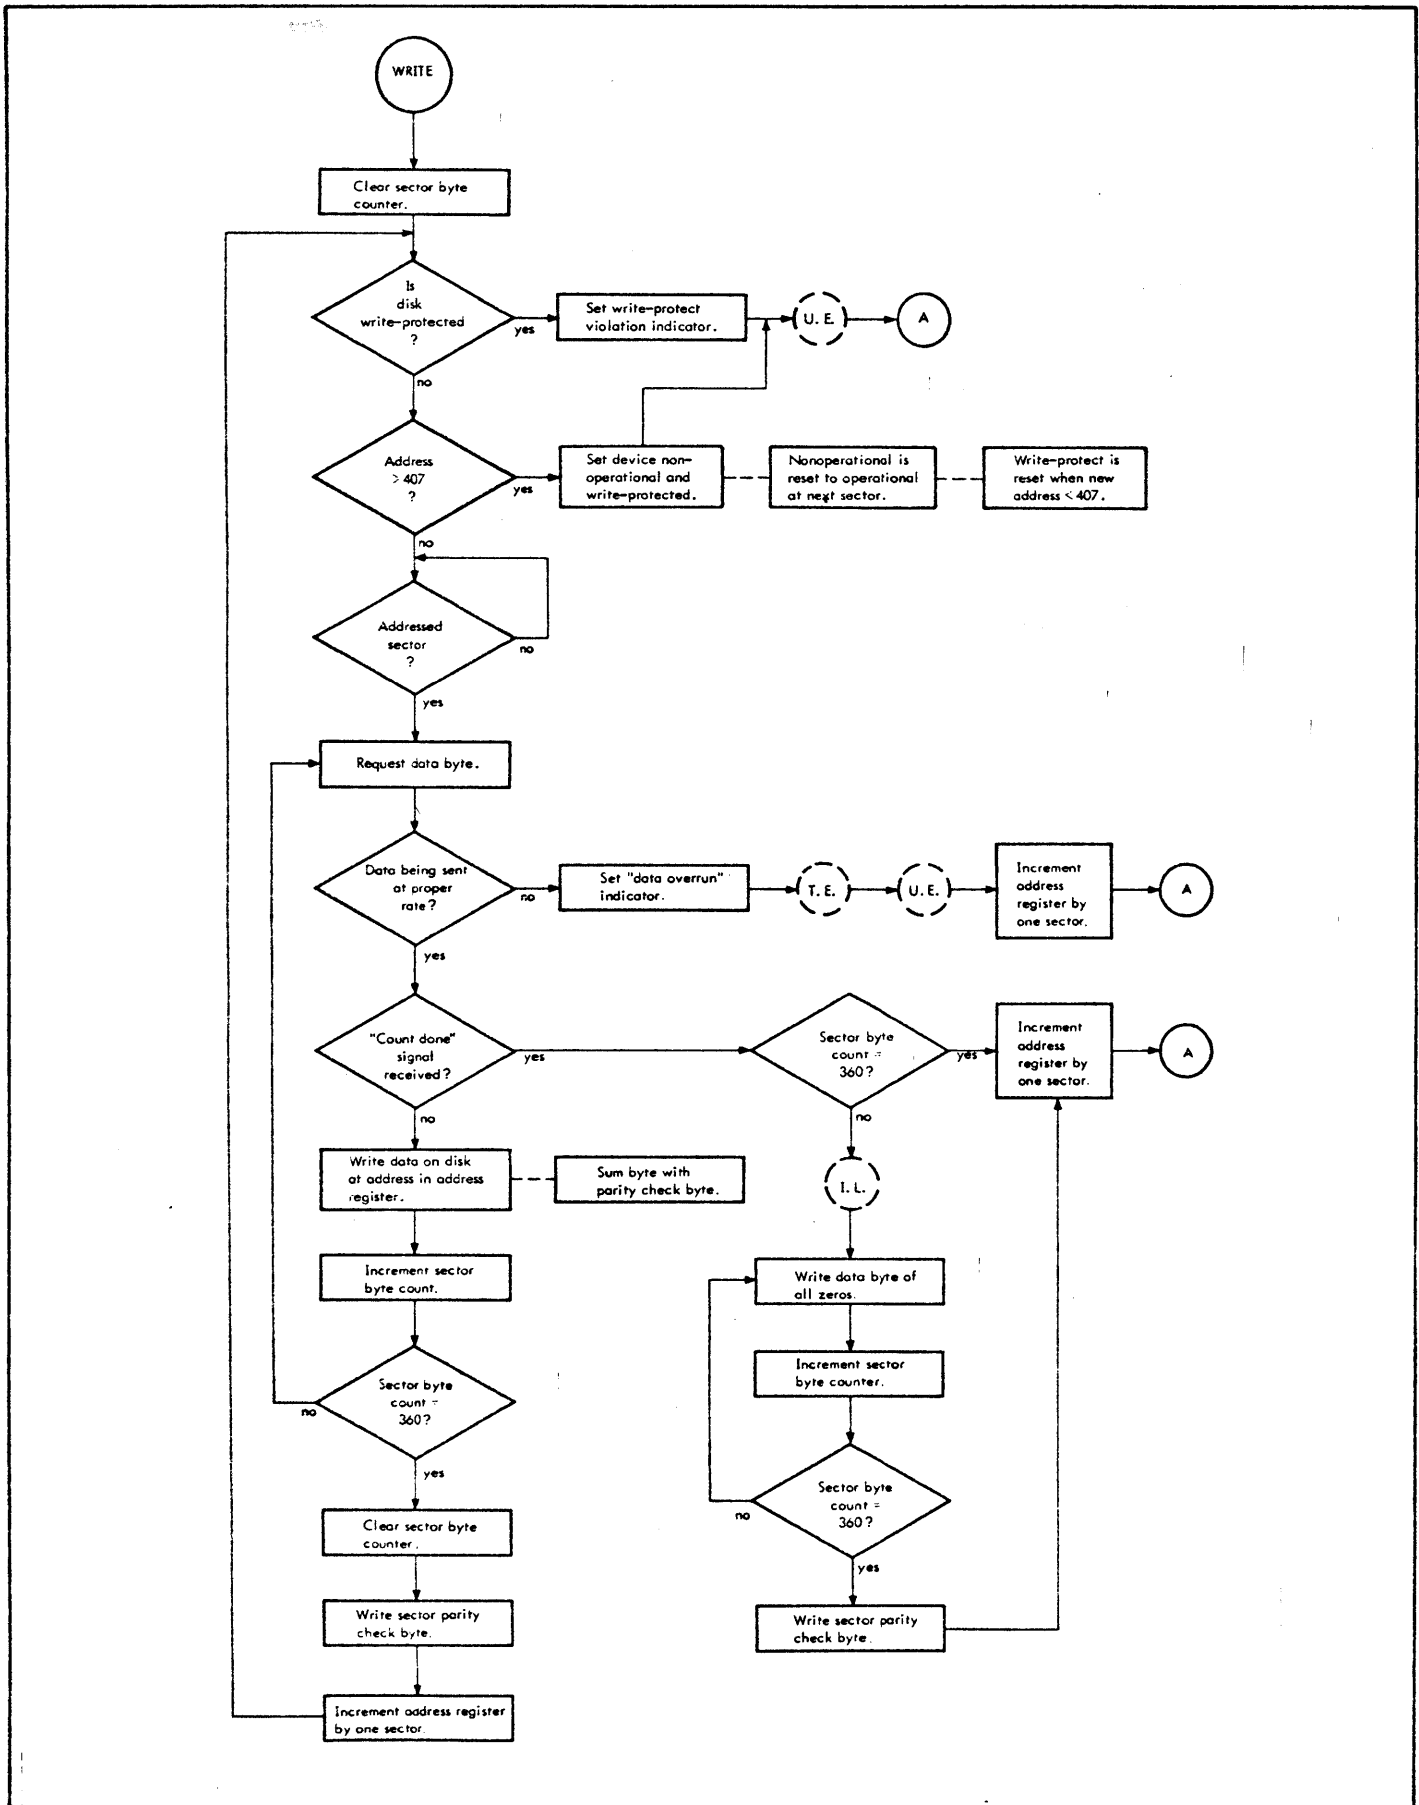 WRITE
Clear sector byte
counter.
Is
disk
write-protected
?
yes
no
Set write-protect
violation indicator.
U. E.
A
Address
> 407
?
yes
no
Set device non-
operational and
write-protected.
Nonoperational is
reset to operational
at next sector.
Write-protect is
reset when new
address < 407.
Addressed
sector
?
no
yes
Request data byte.
Data being sent
at proper
rate?
no
yes
Set "data overrun"
indicator.
T. E.
U. E.
Increment
address
register by
one sector.
A
"Count done"
signal
received?
yes
no
Sector byte
count =
360?
yes
no
Increment
address
register by
one sector.
A
Write data on disk
at address in address
register.
Sum byte with
parity check byte.
I. L.
Increment sector
byte count.
Write data byte of
all zeros.
Sector byte
count =
360?
no
yes
Increment sector
byte counter.
Sector byte
count =
360?
no
yes
Clear sector byte
counter.
Write sector parity
check byte.
Write sector parity
check byte.
Increment address register
by one sector.